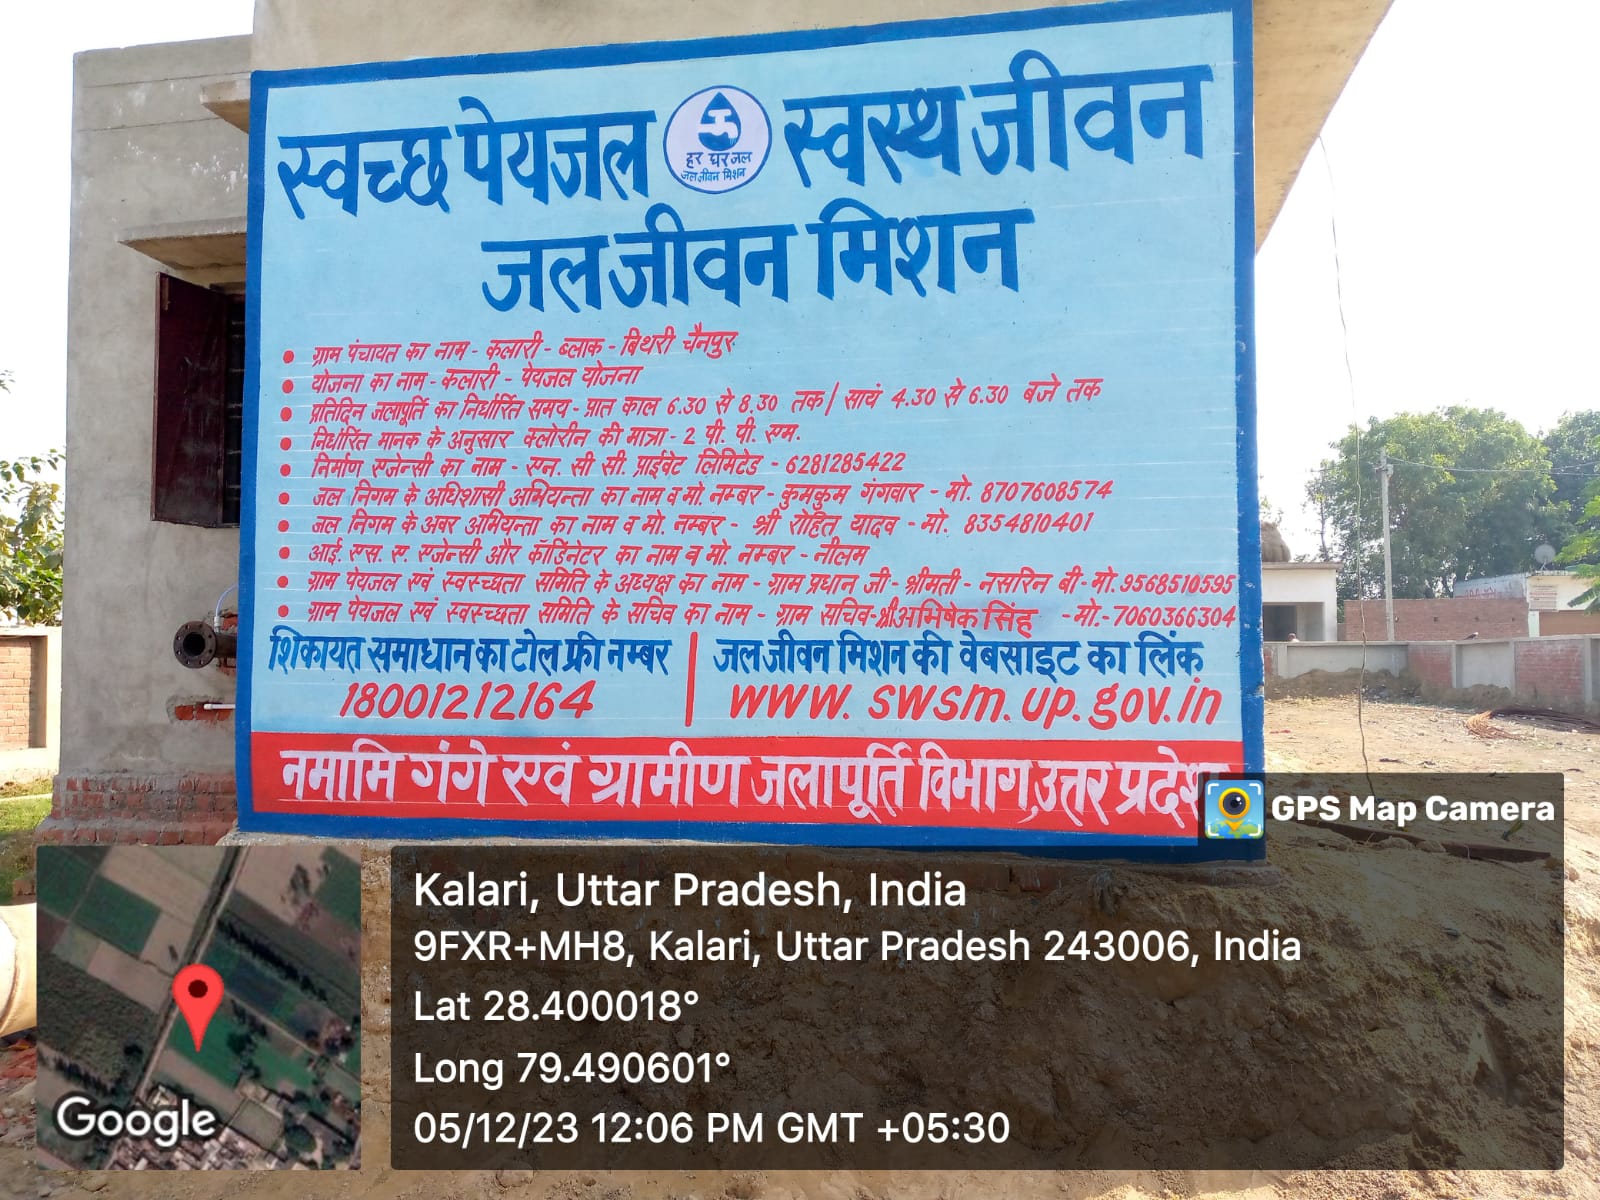 स्वच्छ पेयजल स्वस्थ जीवन
हर घर जल
जल जीवन मिशन
जल जीवन मिशन
ग्राम पंचायत का नाम - कलारी - ब्लाक - बिथरी चैनपुर
योजना का नाम - कलारी - पेयजल योजना
प्रतिदिन जलापूर्ति का निर्धारित समय - प्रात काल 6.30 से 8.30 तक / सायं 4.30 से 6.30 बजे तक
निर्धारित मानक के अनुसार क्लोरीन की मात्रा - 2 पी. पी. एम.
निर्माण एजेन्सी का नाम - एन. सी सी. प्राईवेट लिमिटेड - 6281285422
जल निगम के अधिशासी अभियन्ता का नाम व मो. नम्बर - कुमकुम गंगवार - मो. 8707608574
जल निगम के अवर अभियन्ता का नाम व मो. नम्बर - श्री रोहित यादव - मो. 8354810401
आई. एस. ए. एजेन्सी और कॉर्डिनेटर का नाम व मो. नम्बर - नीलम
ग्राम पेयजल एवं स्वस्च्छता समिति के अध्यक्ष का नाम - ग्राम प्रधान जी - श्रीमती - नसरिन बी - मो. 9568510595
ग्राम पेयजल एवं स्वस्च्छता समिति के सचिव का नाम - ग्राम सचिव - श्री अभिषेक सिंह - मो. - 7060366304
शिकायत समाधान का टोल फ्री नम्बर | जल जीवन मिशन की वेबसाइट का लिंक
18001212164 | www. swsm. up. gov. in
नमामि गंगे एवं ग्रामीण जलापूर्ति विभाग, उत्तर प्रदेश
GPS Map Camera
Kalari, Uttar Pradesh, India
9FXR+MH8, Kalari, Uttar Pradesh 243006, India
Lat 28.400018°
Long 79.490601°
05/12/23 12:06 PM GMT +05:30
Google